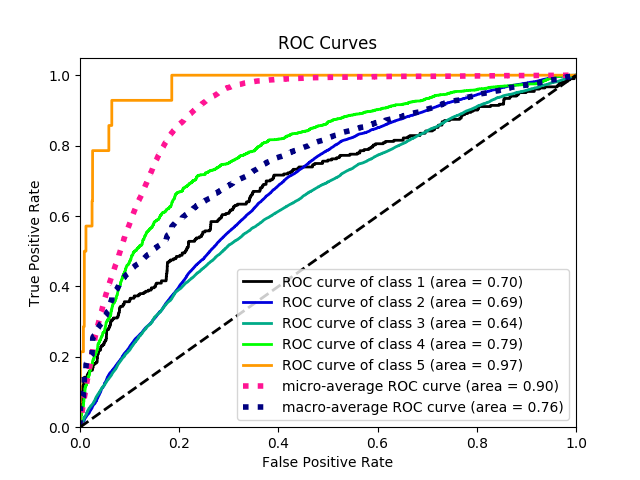 ROC Curves
True Positive Rate
1.0
0.8
0.6
0.4
0.2
0.0
ROC curve of class 1 (area = 0.70)
ROC curve of class 2 (area = 0.69)
ROC curve of class 3 (area = 0.64)
ROC curve of class 4 (area = 0.79)
ROC curve of class 5 (area = 0.97)
micro-average ROC curve (area = 0.90)
macro-average ROC curve (area = 0.76)
0.0 0.2 0.4 0.6 0.8 1.0
False Positive Rate